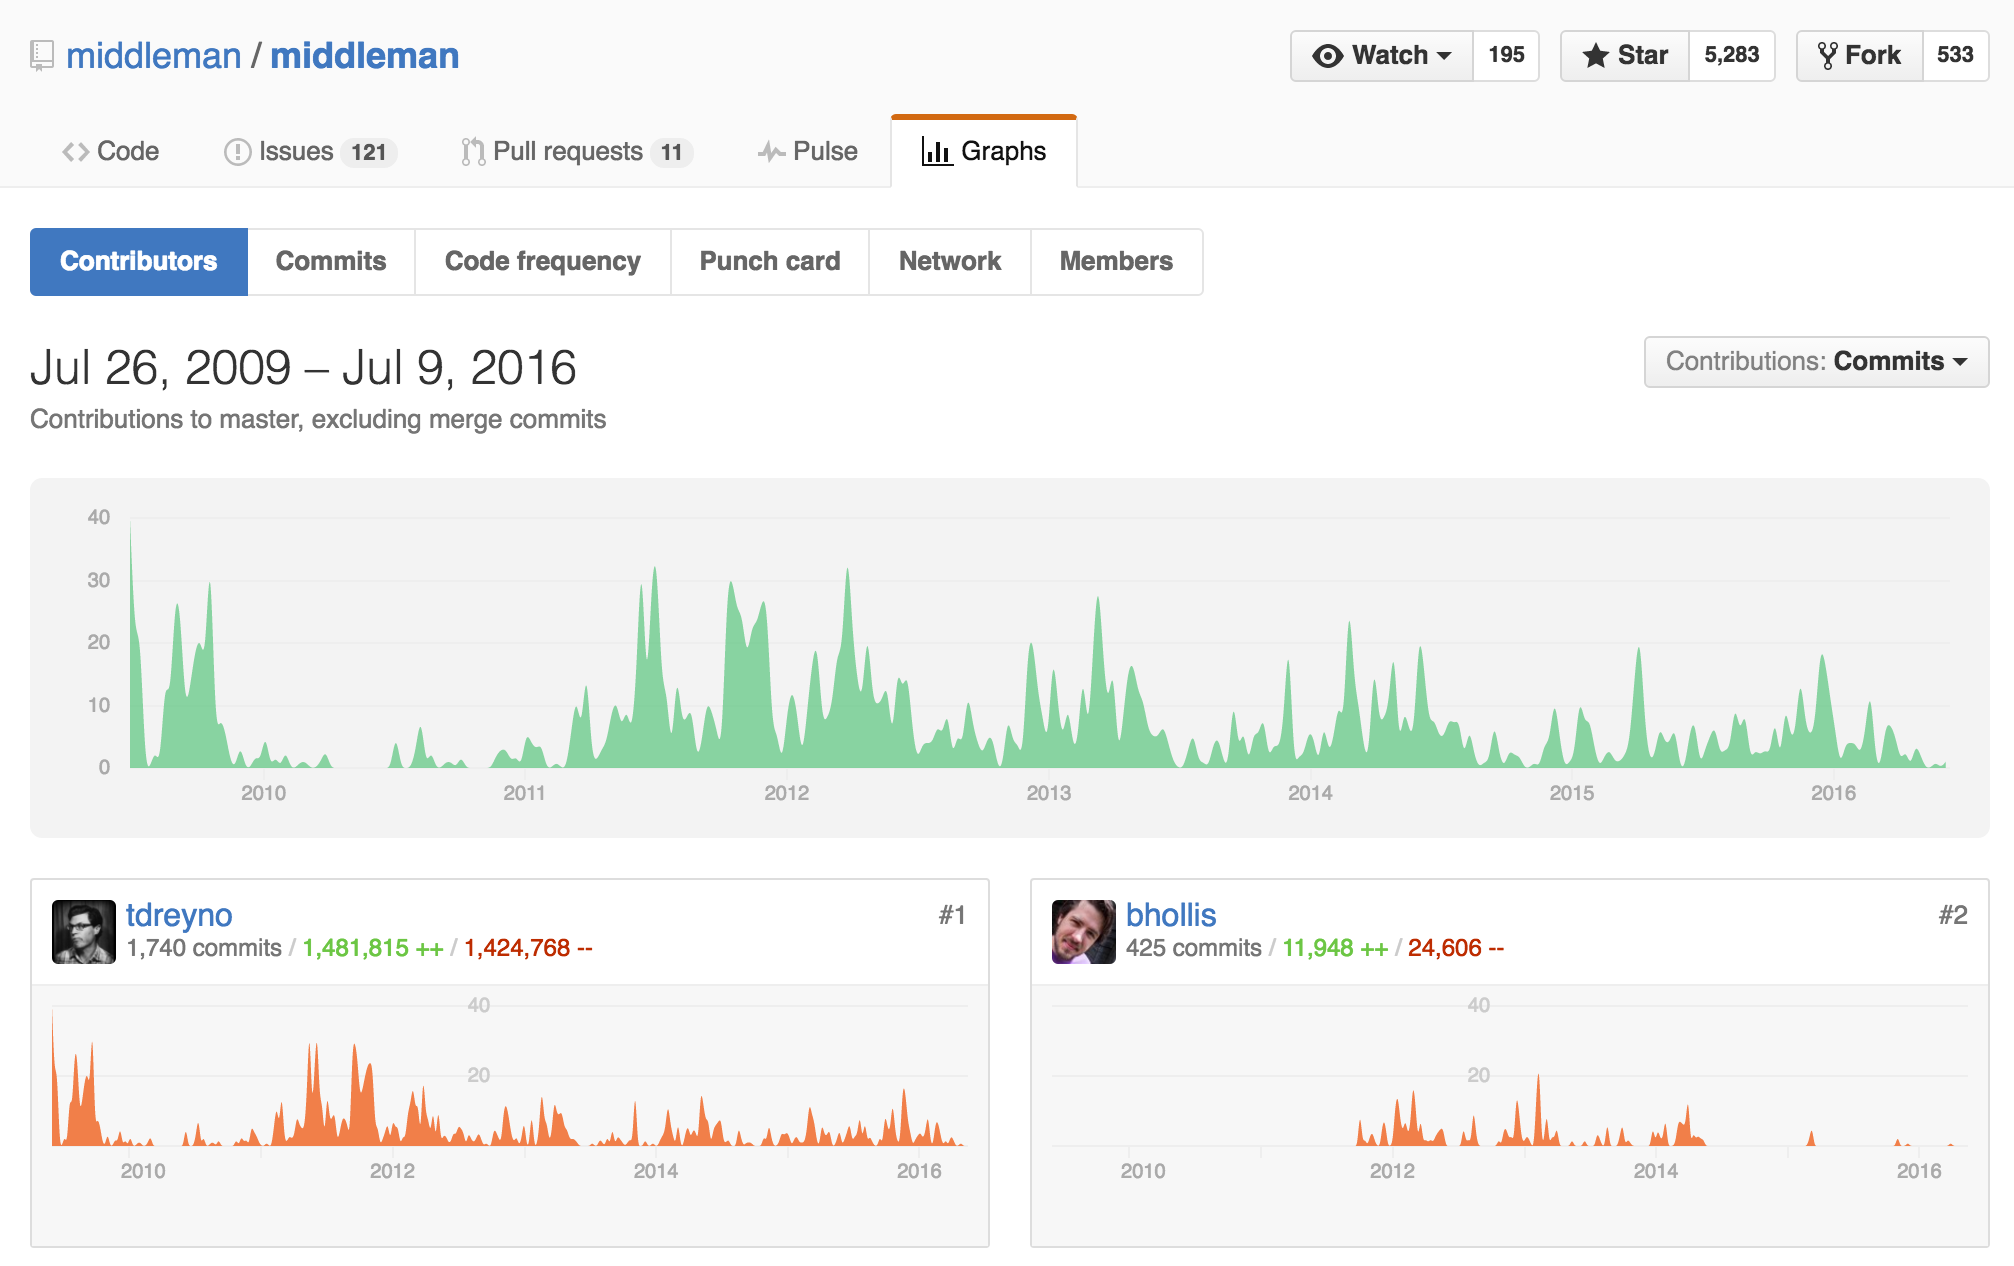 middleman / middleman
Watch 195 Star 5,283 Fork 533
Code Issues 121 Pull requests 11 Pulse Graphs
Contributors Commits Code frequency Punch card Network Members
Jul 26, 2009 – Jul 9, 2016
Contributions: Commits
Contributions to master, excluding merge commits
40
30
20
10
0
2010 2011 2012 2013 2014 2015 2016
tdreyno #1
1,740 commits / 1,481,815 ++ / 1,424,768 --
40
20
2010 2012 2014 2016
bhollis #2
425 commits / 11,948 ++ / 24,606 --
40
20
2010 2012 2014 2016